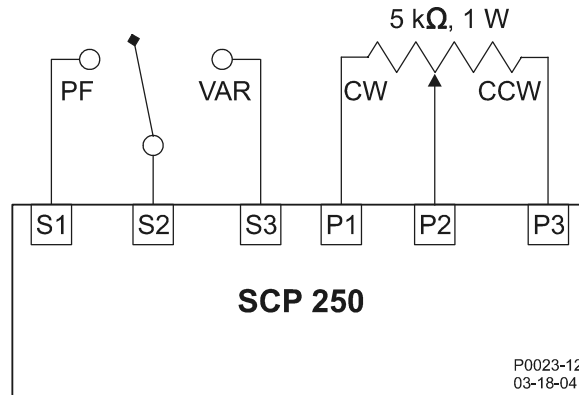 5 kΩ, 1 W
PF
VAR
CW
CCW
S1
S2
S3
P1
P2
P3
SCP 250
P0023-12
03-18-04